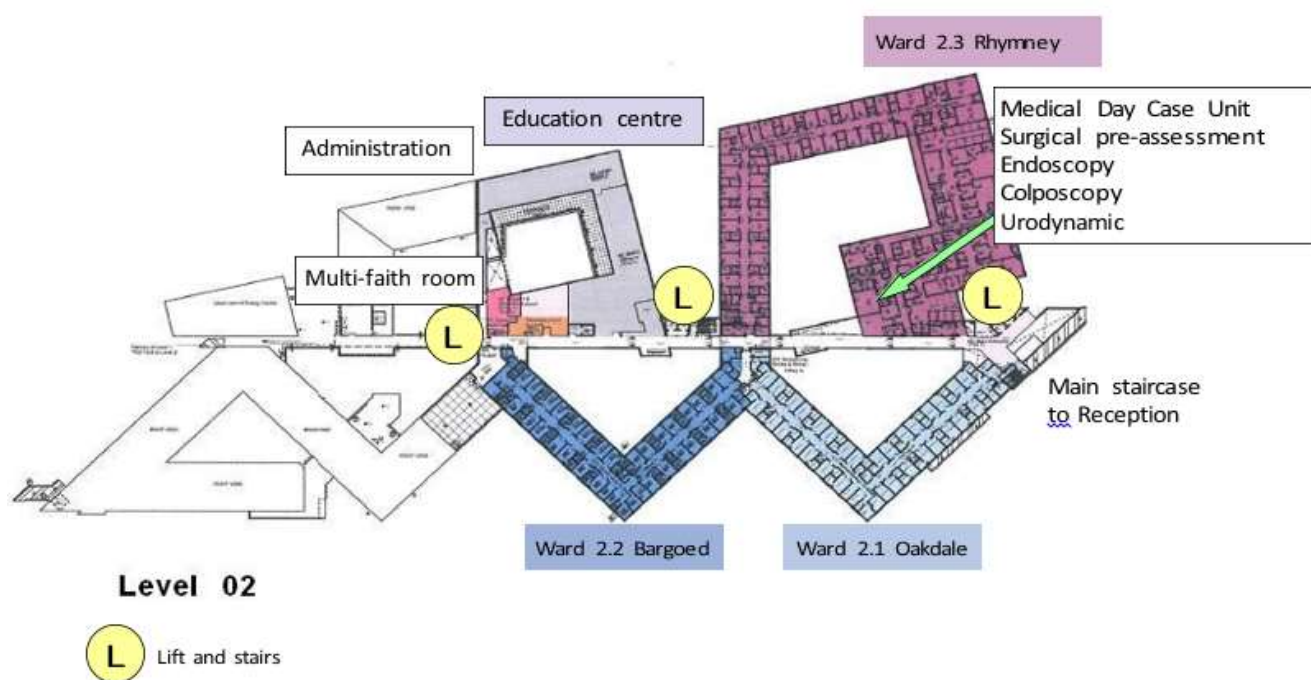 Ward 2.3 Rhymney
Medical Day Case Unit
Surgical pre-assessment
Endoscopy
Colposcopy
Urodynamic
Education centre
Administration
Multi-faith room
L
L
L
Main staircase
to Reception
Ward 2.2 Bargoed
Ward 2.1 Oakdale
Level 02
L
Lift and stairs